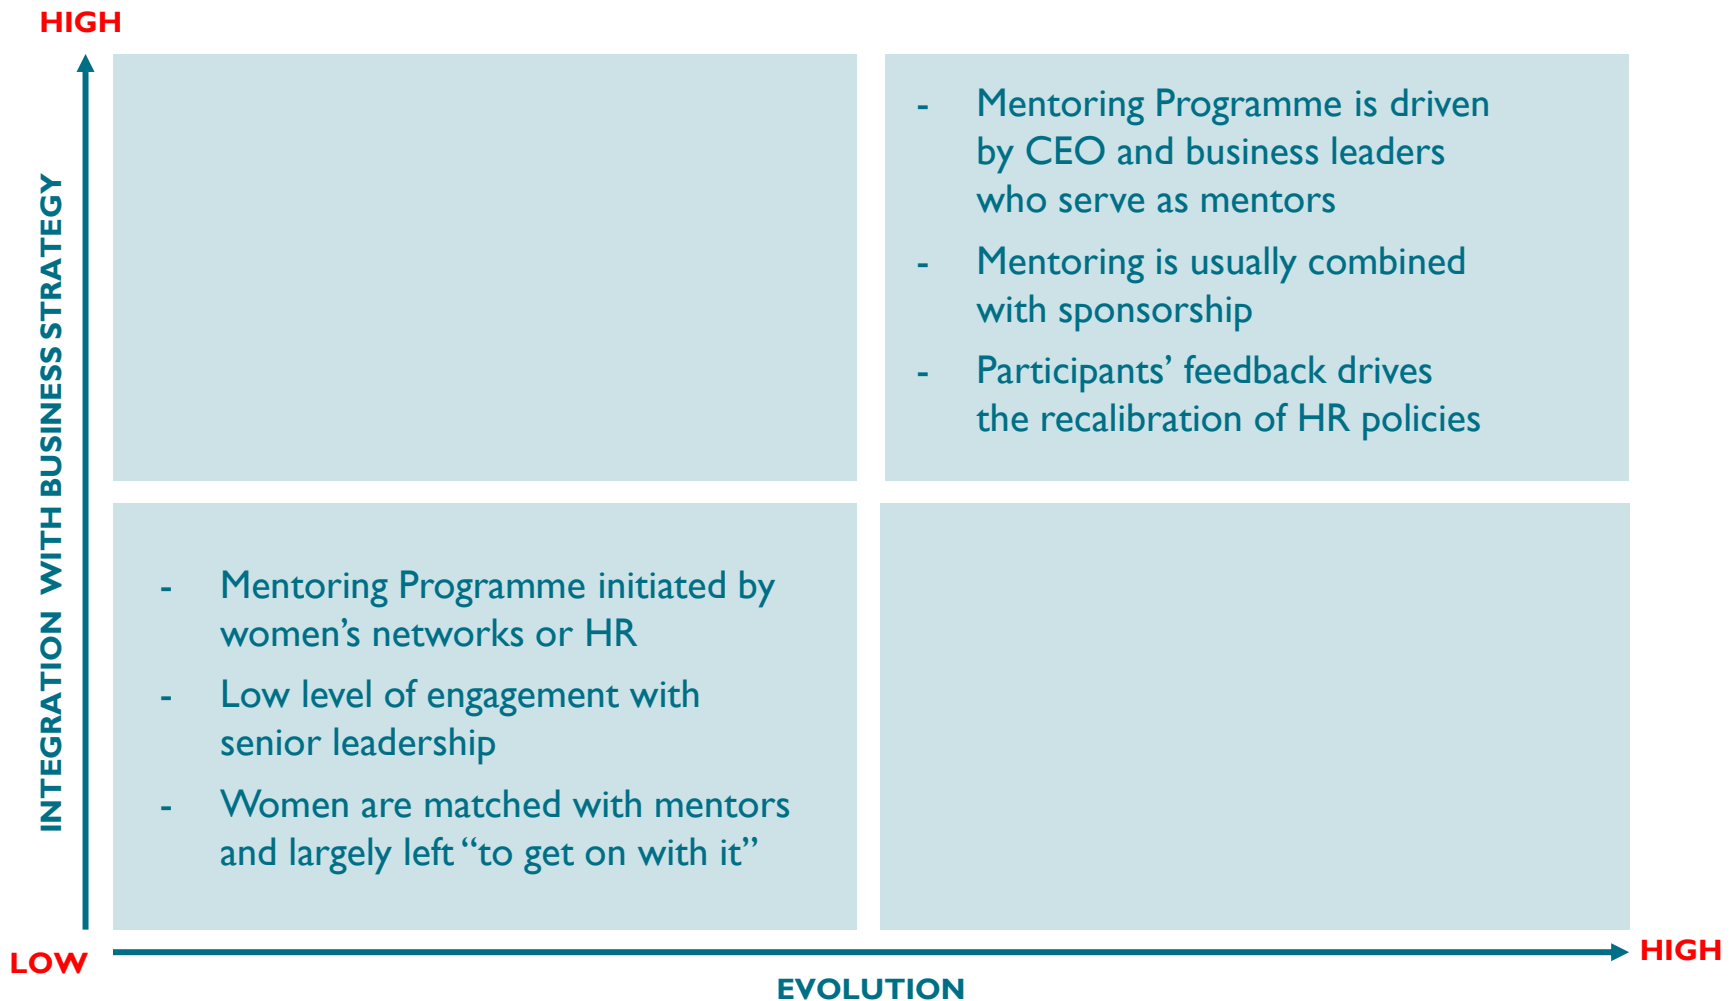 HIGH
- Mentoring Programme is driven
by CEO and business leaders
who serve as mentors
- Mentoring is usually combined
with sponsorship
- Participants’ feedback drives
the recalibration of HR policies
INTEGRATION WITH BUSINESS STRATEGY
- Mentoring Programme initiated by
women’s networks or HR
- Low level of engagement with
senior leadership
- Women are matched with mentors
and largely left “to get on with it”
LOW
HIGH
EVOLUTION